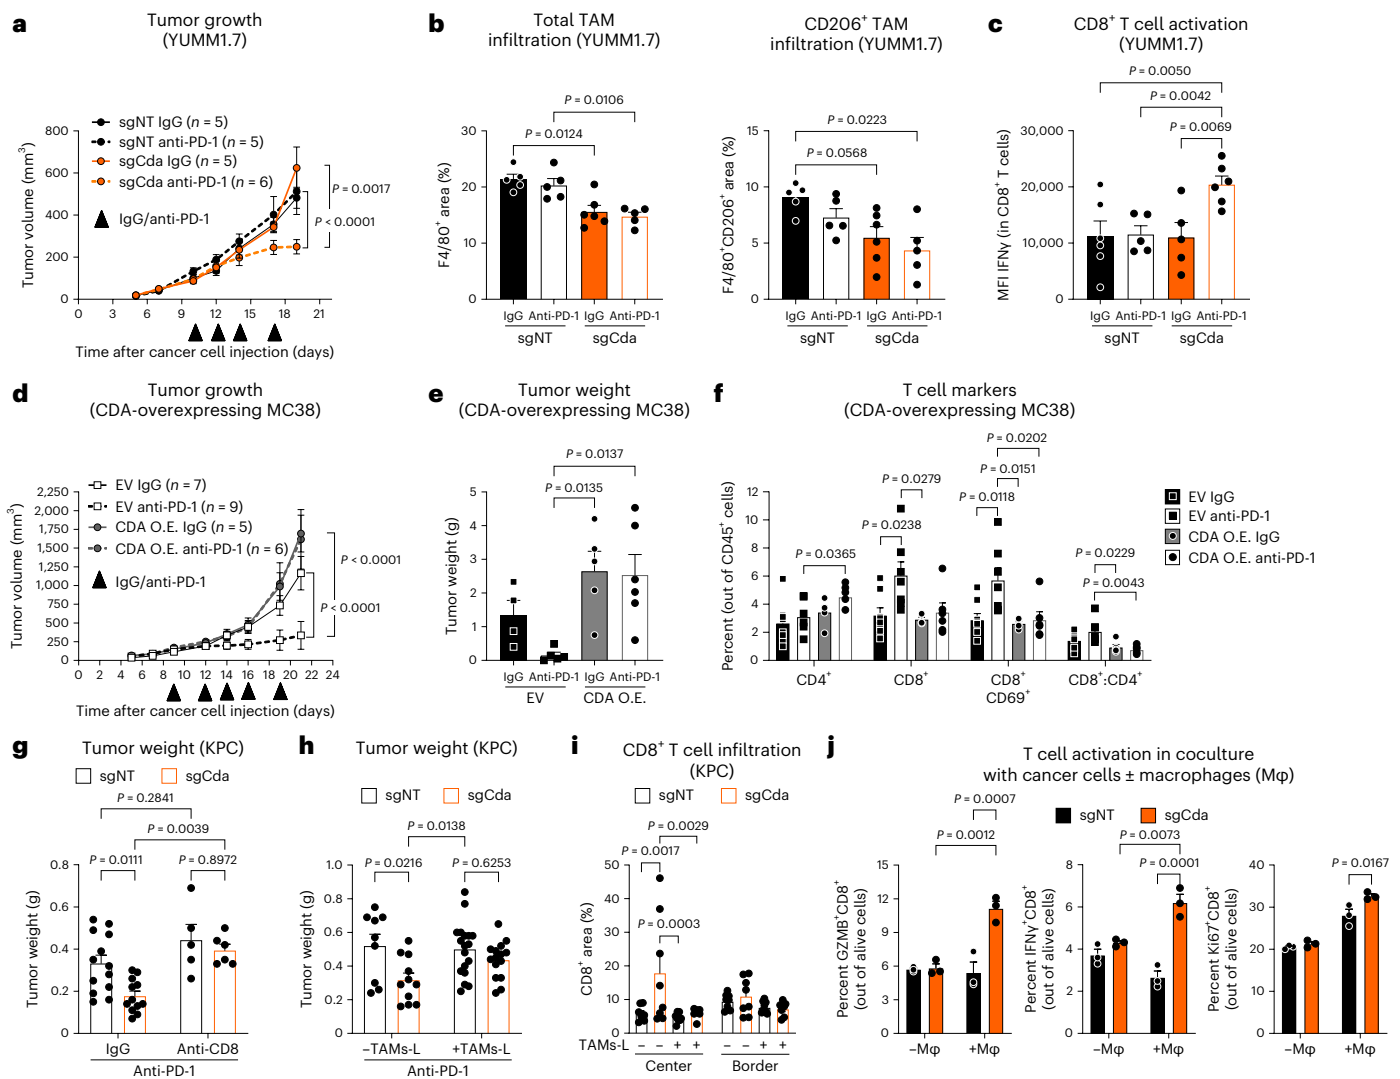 a
Tumor growth
(YUMM1.7)
sgNT IgG (n = 5)
sgNT anti-PD-1 (n = 5)
sgCda IgG (n = 5)
sgCda anti-PD-1 (n = 6)
IgG/anti-PD-1
P = 0.0017
P < 0.0001
Tumor volume (mm³)
800
600
400
200
0
0 3 6 9 12 15 18 21
Time after cancer cell injection (days)
b
Total TAM
infiltration (YUMM1.7)
P = 0.0106
P = 0.0124
F4/80⁺ area (%)
30
20
10
0
IgG Anti-PD-1 IgG Anti-PD-1
sgNT sgCda
CD206⁺ TAM
infiltration (YUMM1.7)
P = 0.0223
P = 0.0568
F4/80⁺CD206⁺ area (%)
15
10
5
0
IgG Anti-PD-1 IgG Anti-PD-1
sgNT sgCda
c
CD8⁺ T cell activation
(YUMM1.7)
P = 0.0050
P = 0.0042
P = 0.0069
MFI IFNγ (in CD8⁺ T cells)
30,000
20,000
10,000
0
IgG Anti-PD-1 IgG Anti-PD-1
sgNT sgCda
d
Tumor growth
(CDA-overexpressing MC38)
EV IgG (n = 7)
EV anti-PD-1 (n = 9)
CDA O.E. IgG (n = 5)
CDA O.E. anti-PD-1 (n = 6)
IgG/anti-PD-1
P < 0.0001
P < 0.0001
Tumor volume (mm³)
2,250
2,000
1,750
1,500
1,250
1,000
750
500
250
0
0 2 4 6 8 10 12 14 16 18 20 22 24
Time after cancer cell injection (days)
e
Tumor weight
(CDA-overexpressing MC38)
P = 0.0137
P = 0.0135
Tumor weight (g)
5
4
3
2
1
0
IgG Anti-PD-1 IgG Anti-PD-1
EV CDA O.E.
f
T cell markers
(CDA-overexpressing MC38)
P = 0.0202
P = 0.0151
P = 0.0279
P = 0.0118
P = 0.0238
P = 0.0365
P = 0.0229
P = 0.0043
Percent (out of CD45⁺ cells)
12
10
8
6
4
2
0
CD4⁺ CD8⁺ CD8⁺ CD8⁺:CD4⁺
CD69⁺
EV IgG
EV anti-PD-1
CDA O.E. IgG
CDA O.E. anti-PD-1
g
Tumor weight (KPC)
sgNT sgCda
P = 0.2841
P = 0.0039
P = 0.0111
P = 0.8972
Tumor weight (g)
0.8
0.6
0.4
0.2
0
IgG Anti-CD8
Anti-PD-1
h
Tumor weight (KPC)
sgNT sgCda
P = 0.0138
P = 0.0216
P = 0.6253
Tumor weight (g)
1.0
0.8
0.6
0.4
0.2
0
−TAMs-L +TAMs-L
Anti-PD-1
i
CD8⁺ T cell infiltration
(KPC)
sgNT sgCda
P = 0.0029
P = 0.0017
P = 0.0003
CD8⁺ area (%)
50
40
30
20
10
0
TAMs-L − − + + − − + +
Center Border
j
T cell activation in coculture
with cancer cells ± macrophages (Mφ)
sgNT sgCda
P = 0.0007
P = 0.0012
Percent GZMB⁺CD8⁺
(out of alive cells)
15
12
9
6
3
0
−Mφ +Mφ
P = 0.0073
P = 0.0001
Percent IFNγ⁺CD8⁺
(out of alive cells)
8
6
4
2
0
−Mφ +Mφ
P = 0.0167
Percent Ki67⁺CD8⁺
(out of alive cells)
40
30
20
10
0
−Mφ +Mφ